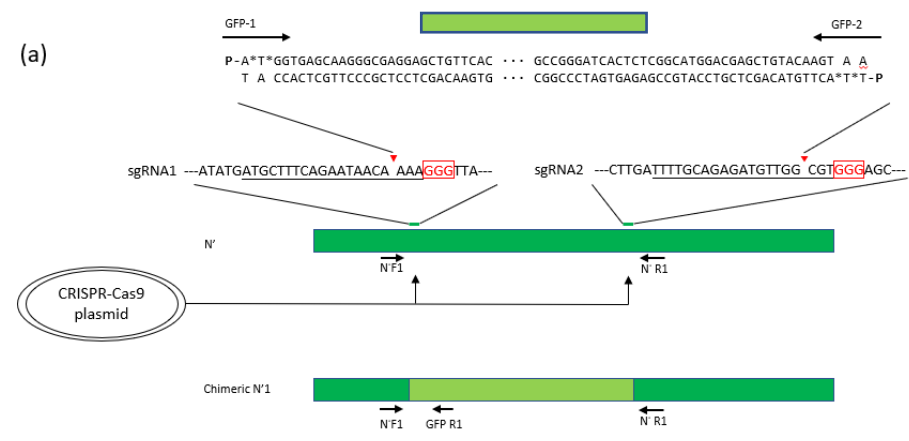 (a)
GFP-1
GFP-2
P-A*T*GGTGAGCAAGGGCGAGGAGCTGTTCAC ··· GCCGGGATCACTCTCGGCATGGACGAGCTGTACAAGT A A
T A CCACTCGTTCCCGCTCCTCGACAAGTG ··· CGGCCCTAGTGAGAGCCGTACCTGCTCGACATGTTCA*T*T-P
sgRNA1 ---ATATGATGCTTTCAGAATAACA AAAGGGTTA---
sgRNA2 ---CTTGATTTTGCAGAGATGTTGG CGTGGGAGC---
N'
N'F1
N' R1
CRISPR-Cas9
plasmid
Chimeric N'1
N'F1
GFP R1
N' R1